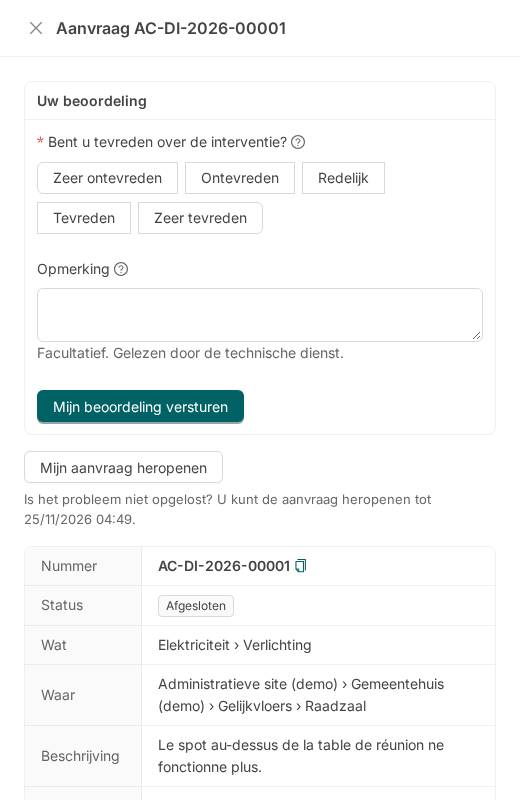 Aanvraag AC-DI-2026-00001
Uw beoordeling
* Bent u tevreden over de interventie?
Zeer ontevreden
Ontevreden
Redelijk
Tevreden
Zeer tevreden
Opmerking
Facultatief. Gelezen door de technische dienst.
Mijn beoordeling versturen
Mijn aanvraag heropenen
Is het probleem niet opgelost? U kunt de aanvraag heropenen tot
25/11/2026 04:49.
Nummer
AC-DI-2026-00001
Status
Afgesloten
Wat
Elektriciteit › Verlichting
Waar
Administratieve site (demo) › Gemeentehuis
(demo) › Gelijkvloers › Raadzaal
Beschrijving
Le spot au-dessus de la table de réunion ne
fonctionne plus.